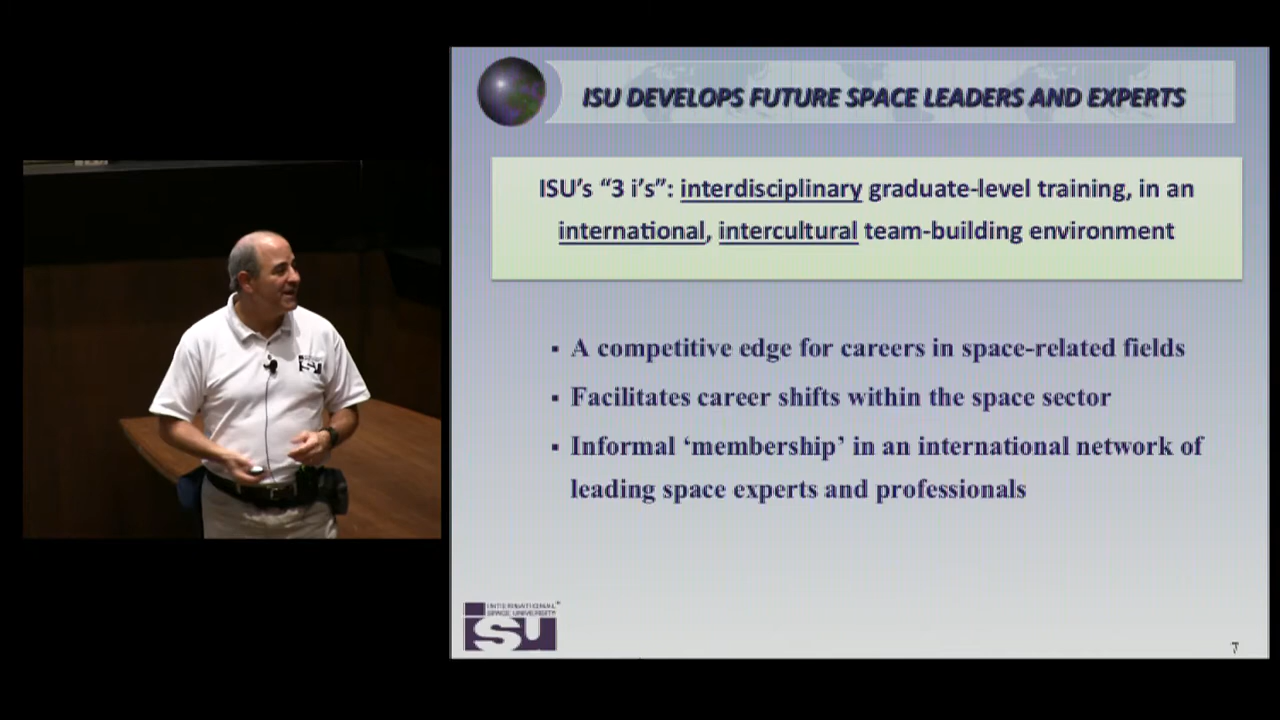 ISU DEVELOPS FUTURE SPACE LEADERS AND EXPERTS
ISU’s “3 i’s”: interdisciplinary graduate-level training, in an
international, intercultural team-building environment
▪ A competitive edge for careers in space-related fields
▪ Facilitates career shifts within the space sector
▪ Informal ‘membership’ in an international network of
leading space experts and professionals
INTERNATIONAL
SPACE UNIVERSITY
iSU
7